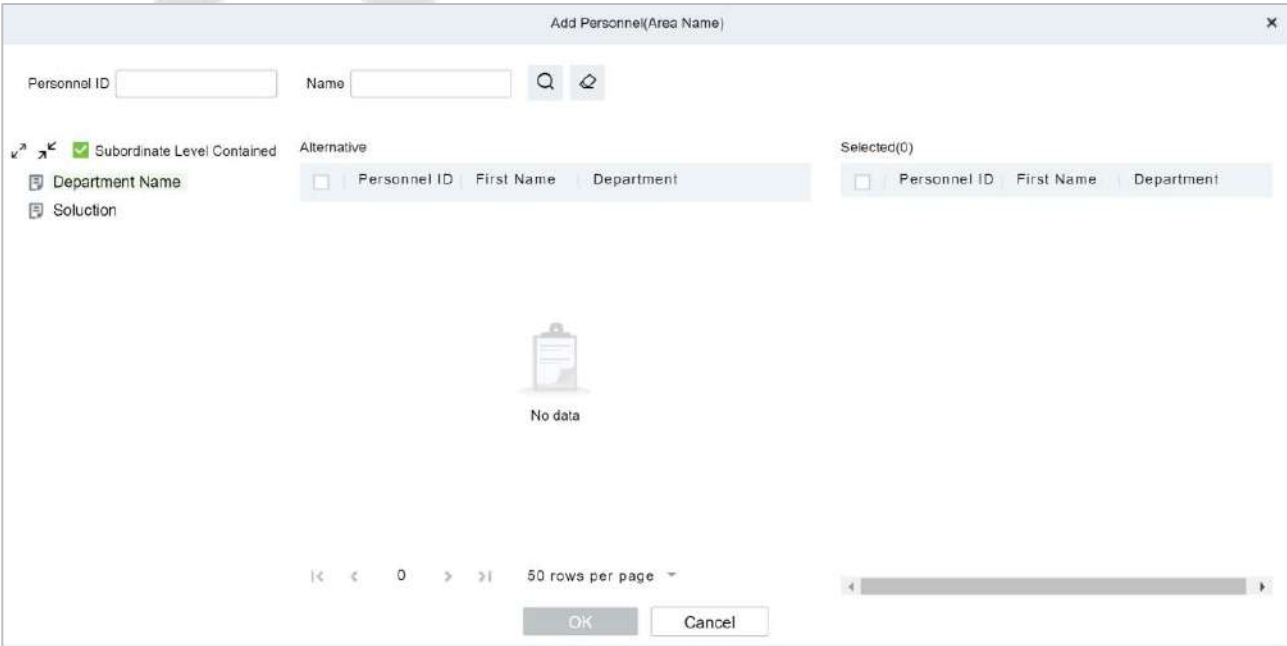 Add Personnel(Area Name)
Personnel ID Name
Subordinate Level Contained Alternative Selected(0)
Department Name Personnel ID First Name Department Personnel ID First Name Department
Soluction
No data
0 50 rows per page
OK Cancel